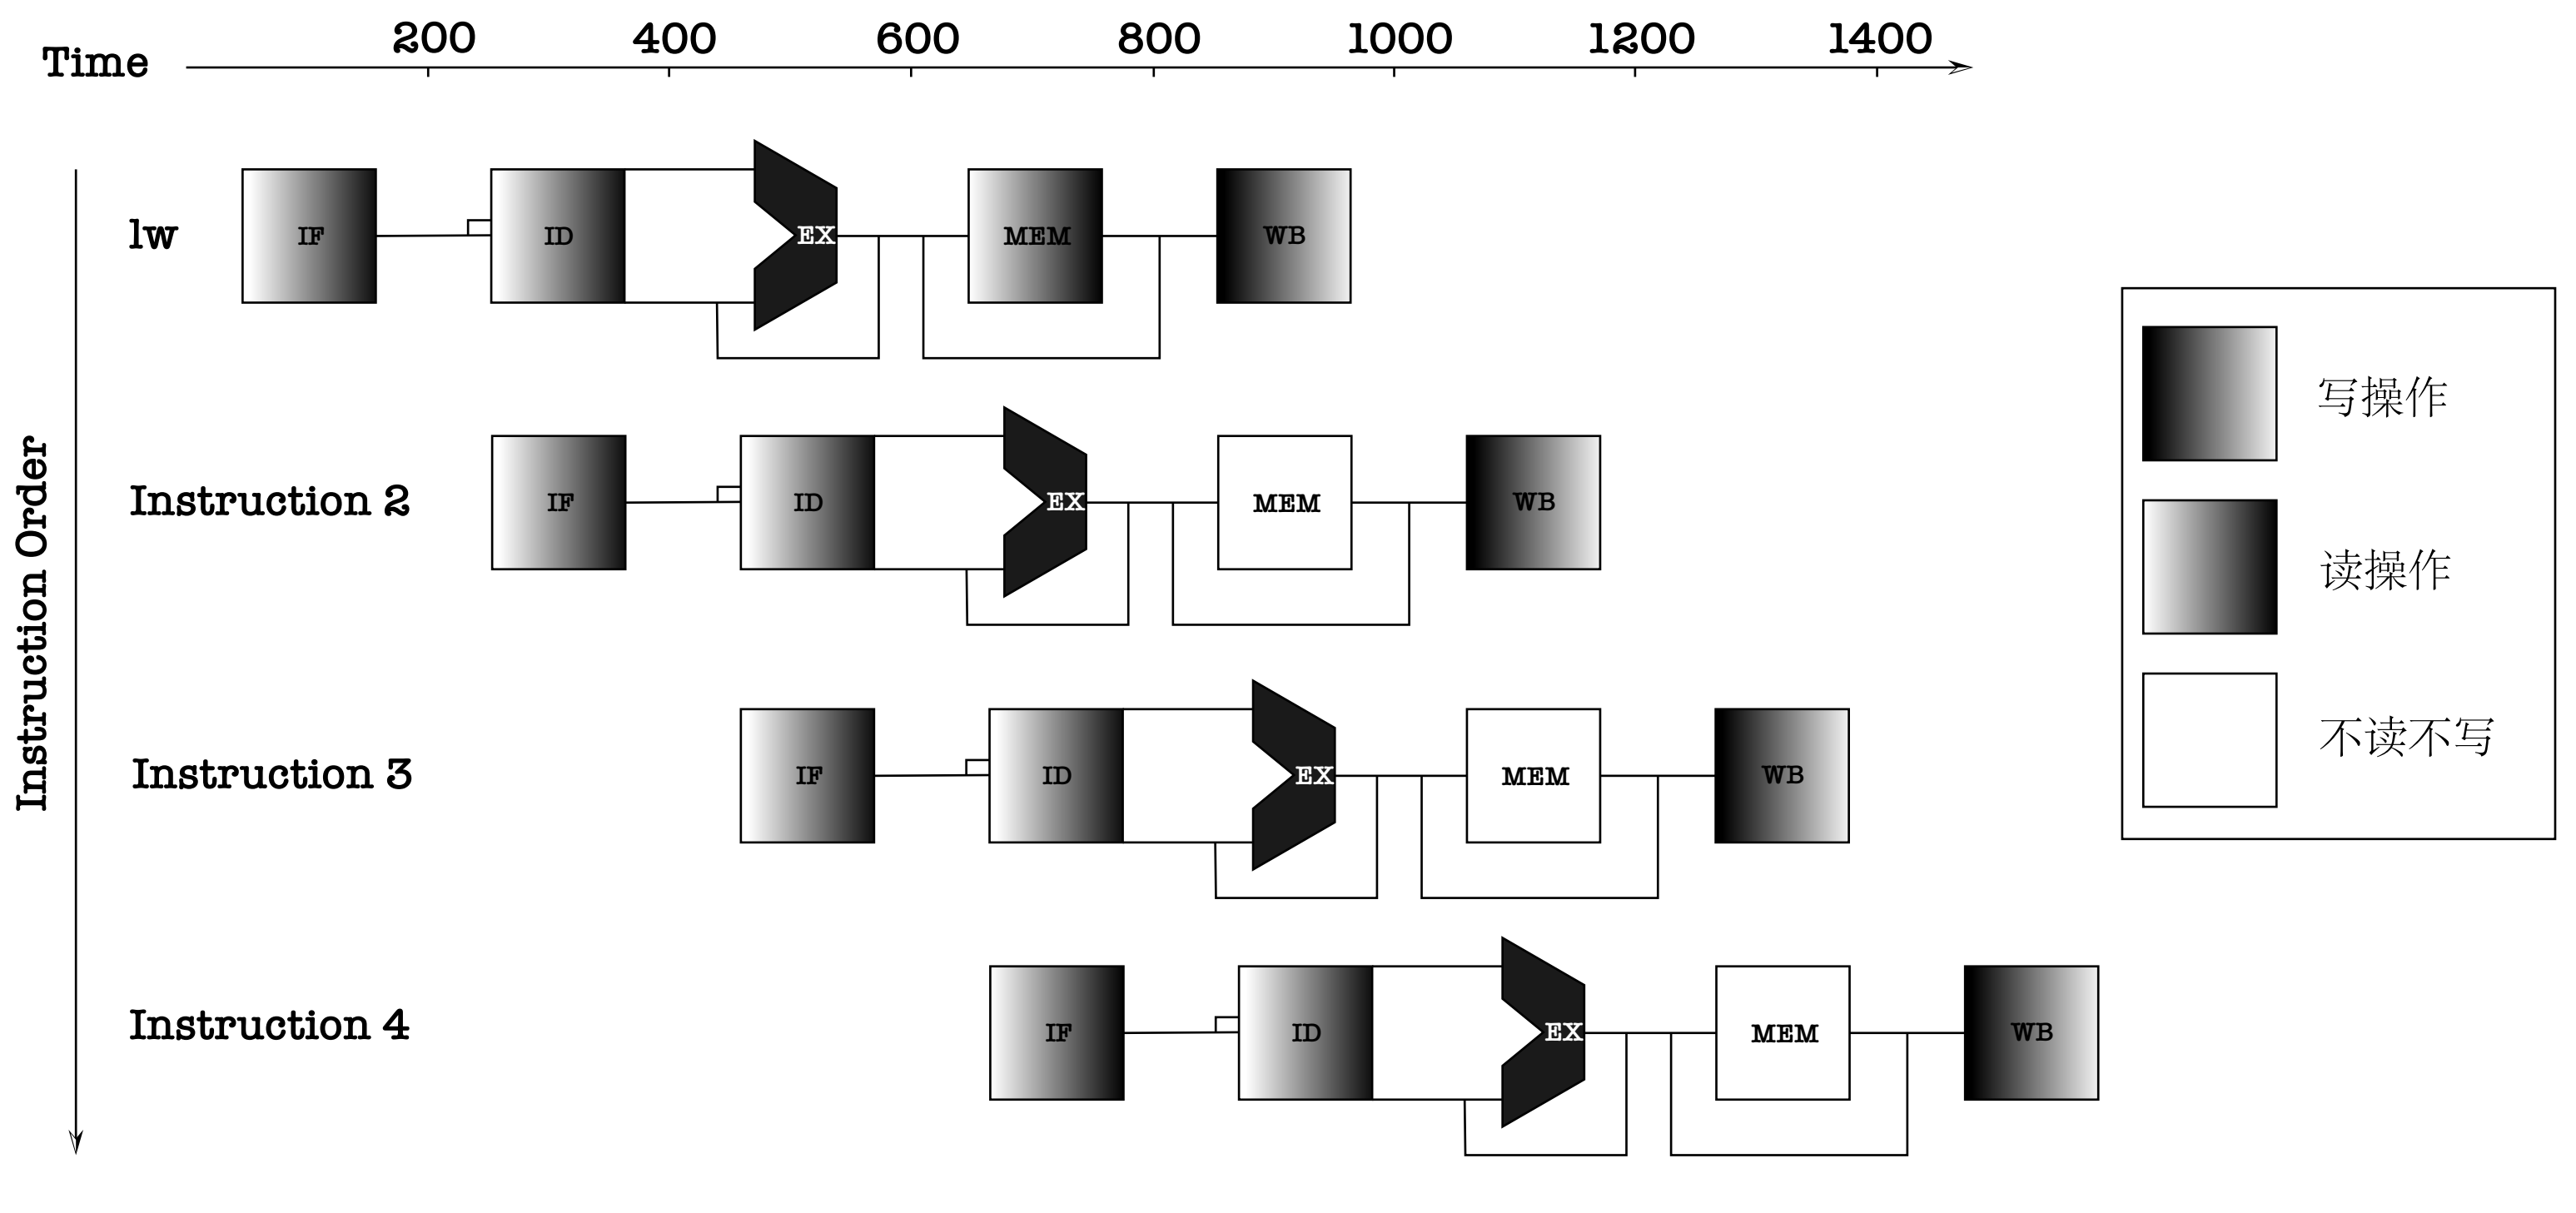 Time 200 400 600 800 1000 1200 1400
Instruction Order
lw IF ID EX MEM WB
Instruction 2 IF ID EX MEM WB
Instruction 3 IF ID EX MEM WB
Instruction 4 IF ID EX MEM WB
写操作
读操作
不读不写